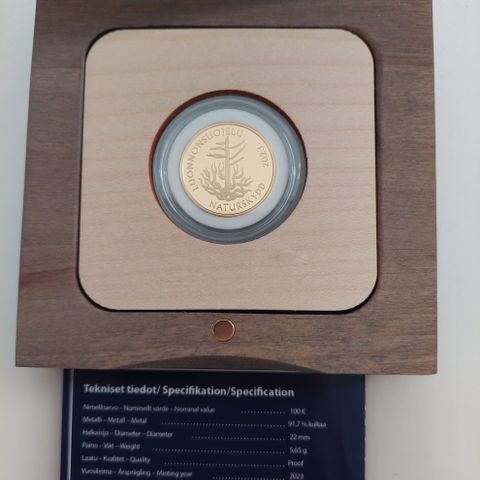 LUONNONSUOJELU
2023
NATURSKYDD
Tekniset tiedot/ Specifikation/Specification
Nimellisarvo – Nominellt värde – Nominal value .............. 100 €
Metalli – Metall – Metal .............. 91,7 % kultaa
Halkaisija – Diameter – Diameter .............. 22 mm
Paino – Vikt – Weight .............. 5,65 g
Laatu – Kvalitet – Quality .............. Proof
Vuosileima – Årsprägling – Minting year .............. 2023